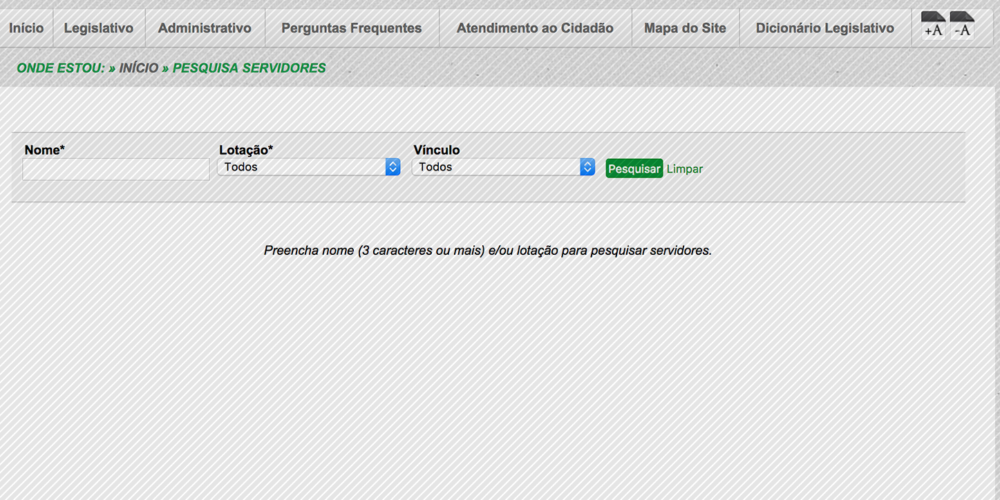 Início Legislativo Administrativo Perguntas Frequentes Atendimento ao Cidadão Mapa do Site Dicionário Legislativo +A -A
ONDE ESTOU: » INÍCIO » PESQUISA SERVIDORES
Nome* Lotação* Vínculo
Todos Todos Pesquisar Limpar
Preencha nome (3 caracteres ou mais) e/ou lotação para pesquisar servidores.